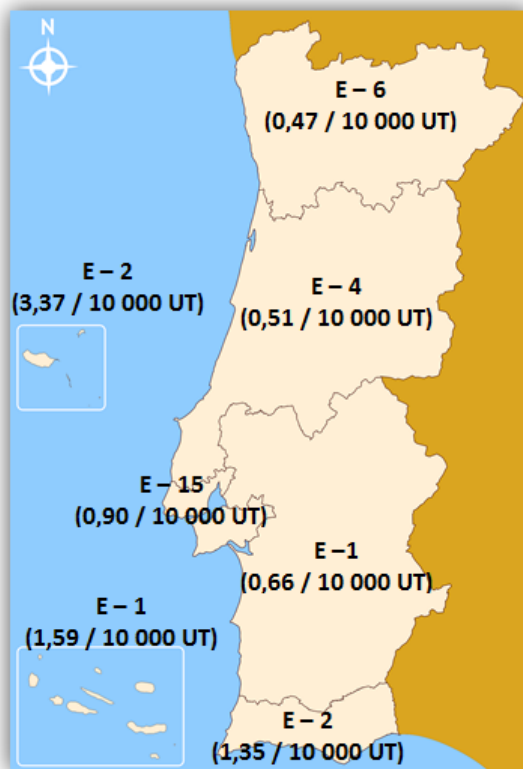 N
E – 6
(0,47 / 10 000 UT)
E – 2
(3,37 / 10 000 UT)
E – 4
(0,51 / 10 000 UT)
E – 15
(0,90 / 10 000 UT)
E –1
(0,66 / 10 000 UT)
E – 1
(1,59 / 10 000 UT)
E – 2
(1,35 / 10 000 UT)